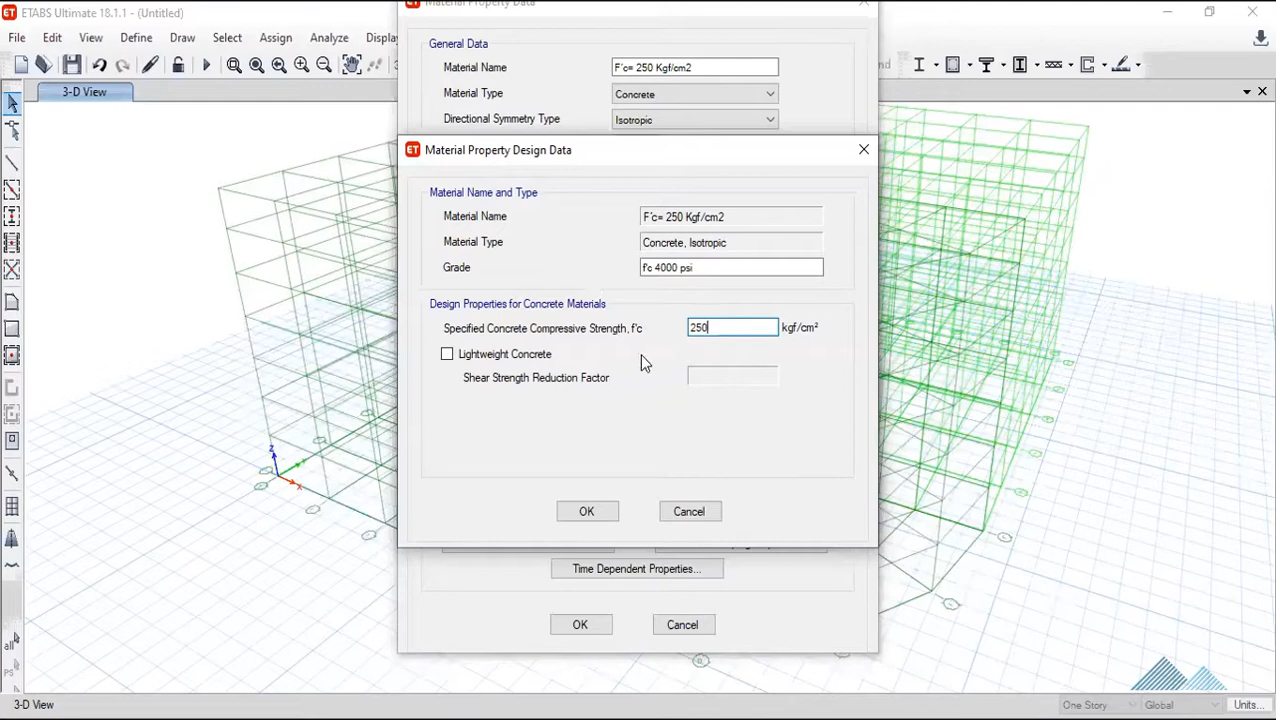 ETABS Ultimate 18.1.1 - (Untitled)
Material Property Data
File Edit View Define Draw Select Assign Analyze Display
General Data
Material Name F'c= 250 Kgf/cm2
Material Type Concrete
Directional Symmetry Type Isotropic
3-D View
Material Property Design Data
Material Name and Type
Material Name F'c= 250 Kgf/cm2
Material Type Concrete, Isotropic
Grade f'c 4000 psi
Design Properties for Concrete Materials
Specified Concrete Compressive Strength, f'c 250 kgf/cm²
Lightweight Concrete
Shear Strength Reduction Factor
OK Cancel
Time Dependent Properties...
OK Cancel
all
PS
Z
X
3-D View
One Story Global Units...